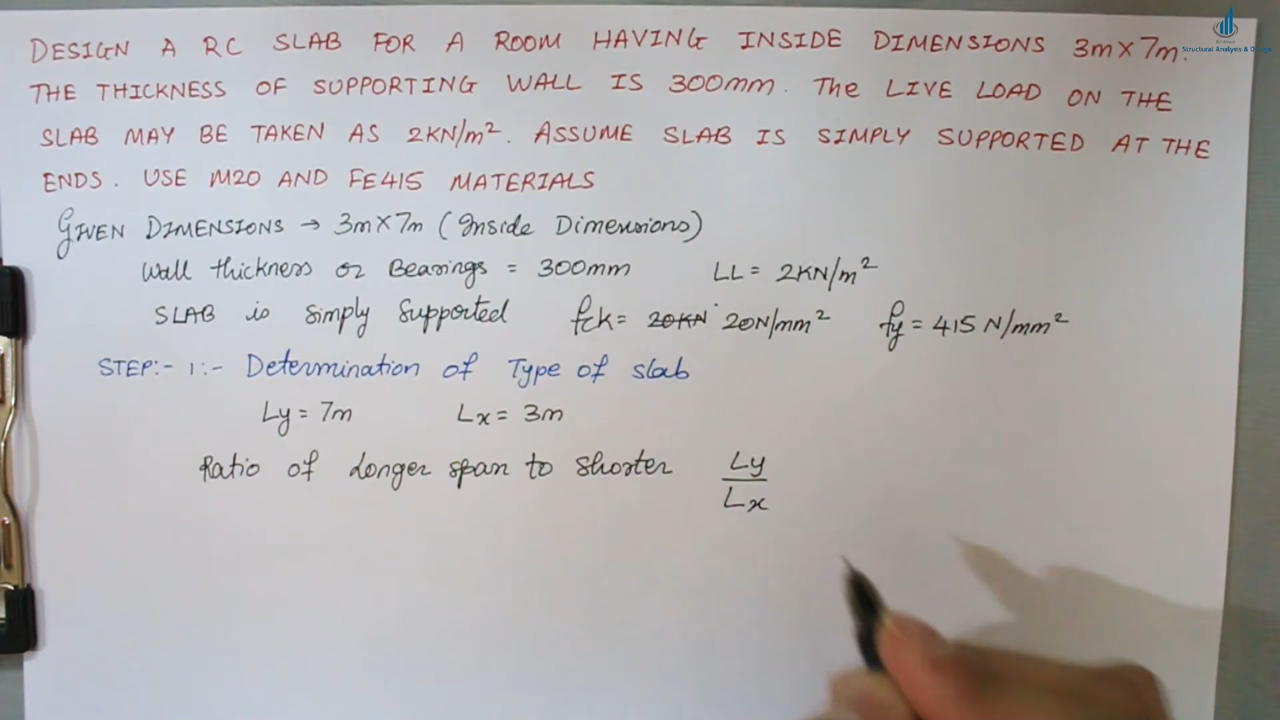 DESIGN A RC SLAB FOR A ROOM HAVING INSIDE DIMENSIONS 3m×7m.
THE THICKNESS OF SUPPORTING WALL IS 300mm. The LIVE LOAD ON THE
SLAB MAY BE TAKEN AS 2KN/m². ASSUME SLAB IS SIMPLY SUPPORTED AT THE
ENDS. USE M20 AND FE415 MATERIALS
GIVEN DIMENSIONS → 3m×7m (Inside Dimensions)
Wall thickness or Bearings = 300mm LL = 2KN/m²
SLAB is Simply Supported fck = 20KN 20N/mm² fy = 415 N/mm²
STEP:- 1:- Determination of Type of slab
Ly = 7m Lx = 3m
Ratio of Longer span to Shorter Ly
Lx
Structural Analysis & Design